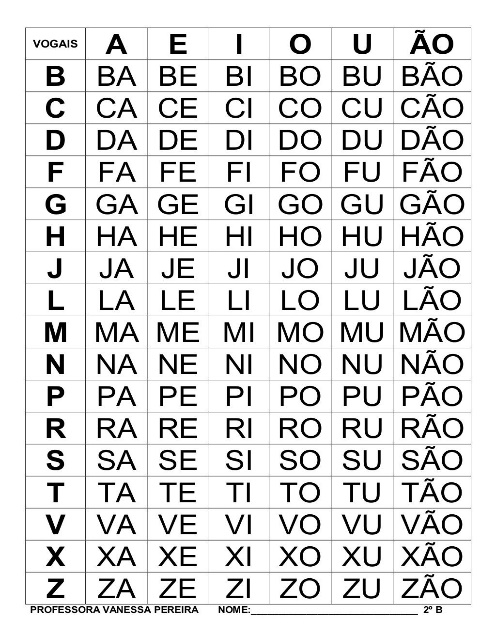 VOGAIS A E I O U ÃO
B BA BE BI BO BU BÃO
C CA CE CI CO CU CÃO
D DA DE DI DO DU DÃO
F FA FE FI FO FU FÃO
G GA GE GI GO GU GÃO
H HA HE HI HO HU HÃO
J JA JE JI JO JU JÃO
L LA LE LI LO LU LÃO
M MA ME MI MO MU MÃO
N NA NE NI NO NU NÃO
P PA PE PI PO PU PÃO
R RA RE RI RO RU RÃO
S SA SE SI SO SU SÃO
T TA TE TI TO TU TÃO
V VA VE VI VO VU VÃO
X XA XE XI XO XU XÃO
Z ZA ZE ZI ZO ZU ZÃO
PROFESSORA VANESSA PEREIRA NOME:______________________________ 2º B